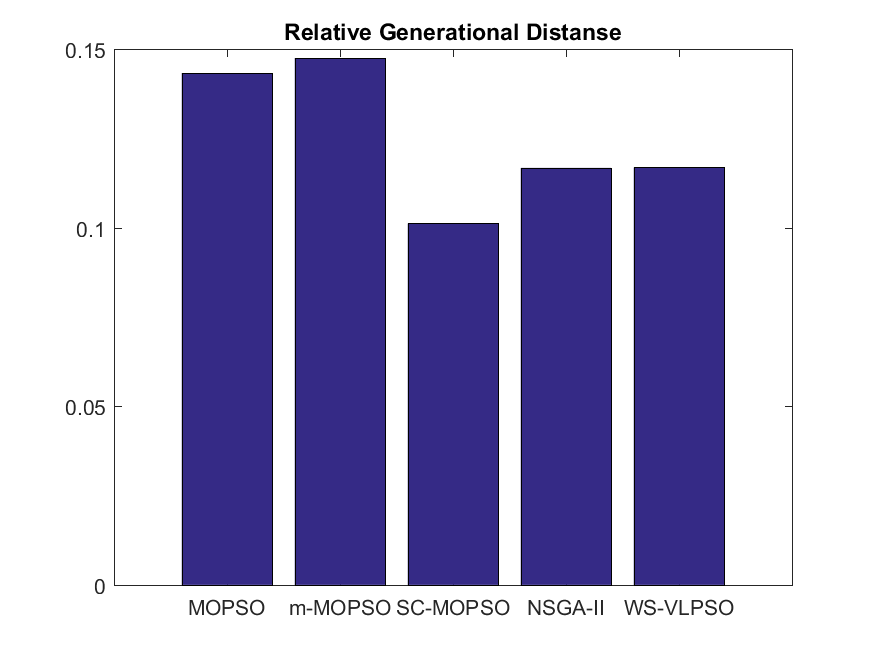 Relative Generational Distanse
0.15
0.1
0.05
0
MOPSO m-MOPSO SC-MOPSO NSGA-II WS-VLPSO